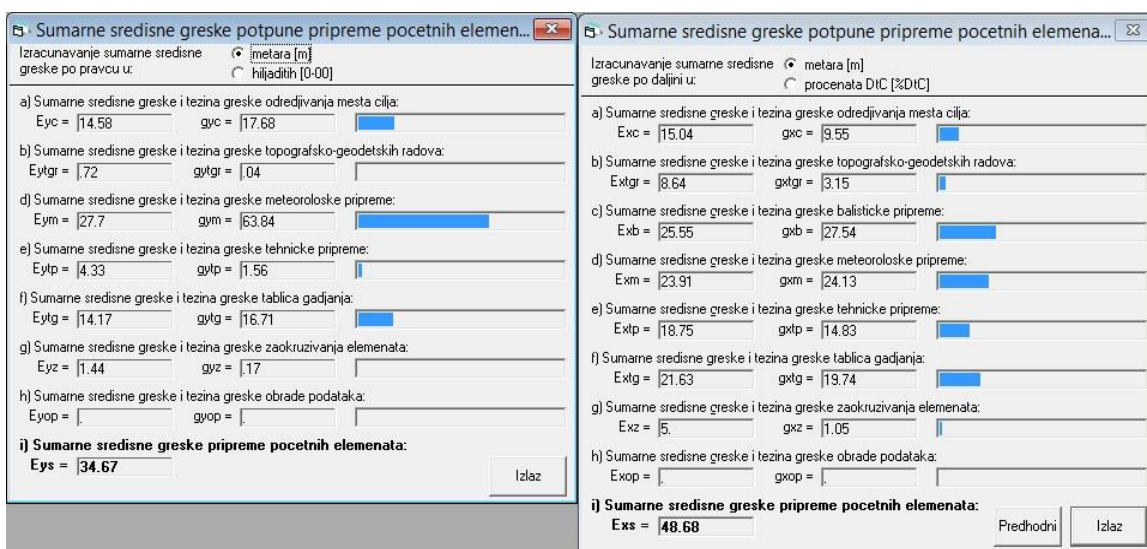 Sumarne sredisne greske potpune pripreme pocetnih elemen...
Izracunavanje sumarne sredisne
greske po pravcu u:
metara [m]
hiljaditih [0-00]
a) Sumarne sredisne greske i tezina greske odredjivanja mesta cilja:
Eyc = 14.58 gyc = 17.68
b) Sumarne sredisne greske i tezina greske topografsko-geodetskih radova:
Eytgr = .72 gytgr = .04
d) Sumarne sredisne greske i tezina greske meteoroloske pripreme:
Eym = 27.7 gym = 63.84
e) Sumarne sredisne greske i tezina greske tehnicke pripreme:
Eytp = 4.33 gytp = 1.56
f) Sumarne sredisne greske i tezina greske tablica gadjanja:
Eytg = 14.17 gytg = 16.71
g) Sumarne sredisne greske i tezina greske zaokruzivanja elemenata:
Eyz = 1.44 gyz = .17
h) Sumarne sredisne greske i tezina greske obrade podataka:
Eyop = . gyop = .
i) Sumarne sredisne greske pripreme pocetnih elemenata:
Eys = 34.67
Izlaz
Sumarne sredisne greske potpune pripreme pocetnih elemena...
Izracunavanje sumarne sredisne
greske po daljini u:
metara [m]
procenata DtC [%DtC]
a) Sumarne sredisne greske i tezina greske odredjivanja mesta cilja:
Exc = 15.04 gxc = 9.55
b) Sumarne sredisne greske i tezina greske topografsko-geodetskih radova:
Extgr = 8.64 gxtgr = 3.15
c) Sumarne sredisne greske i tezina greske balisticke pripreme:
Exb = 25.55 gxb = 27.54
d) Sumarne sredisne greske i tezina greske meteoroloske pripreme:
Exm = 23.91 gxm = 24.13
e) Sumarne sredisne greske i tezina greske tehnicke pripreme:
Extp = 18.75 gxtp = 14.83
f) Sumarne sredisne greske i tezina greske tablica gadjanja:
Extg = 21.63 gxtg = 19.74
g) Sumarne sredisne greske i tezina greske zaokruzivanja elemenata:
Exz = 5. gxz = 1.05
h) Sumarne sredisne greske i tezina greske obrade podataka:
Exop = . gxop = .
i) Sumarne sredisne greske pripreme pocetnih elemenata:
Exs = 48.68
Predhodni Izlaz